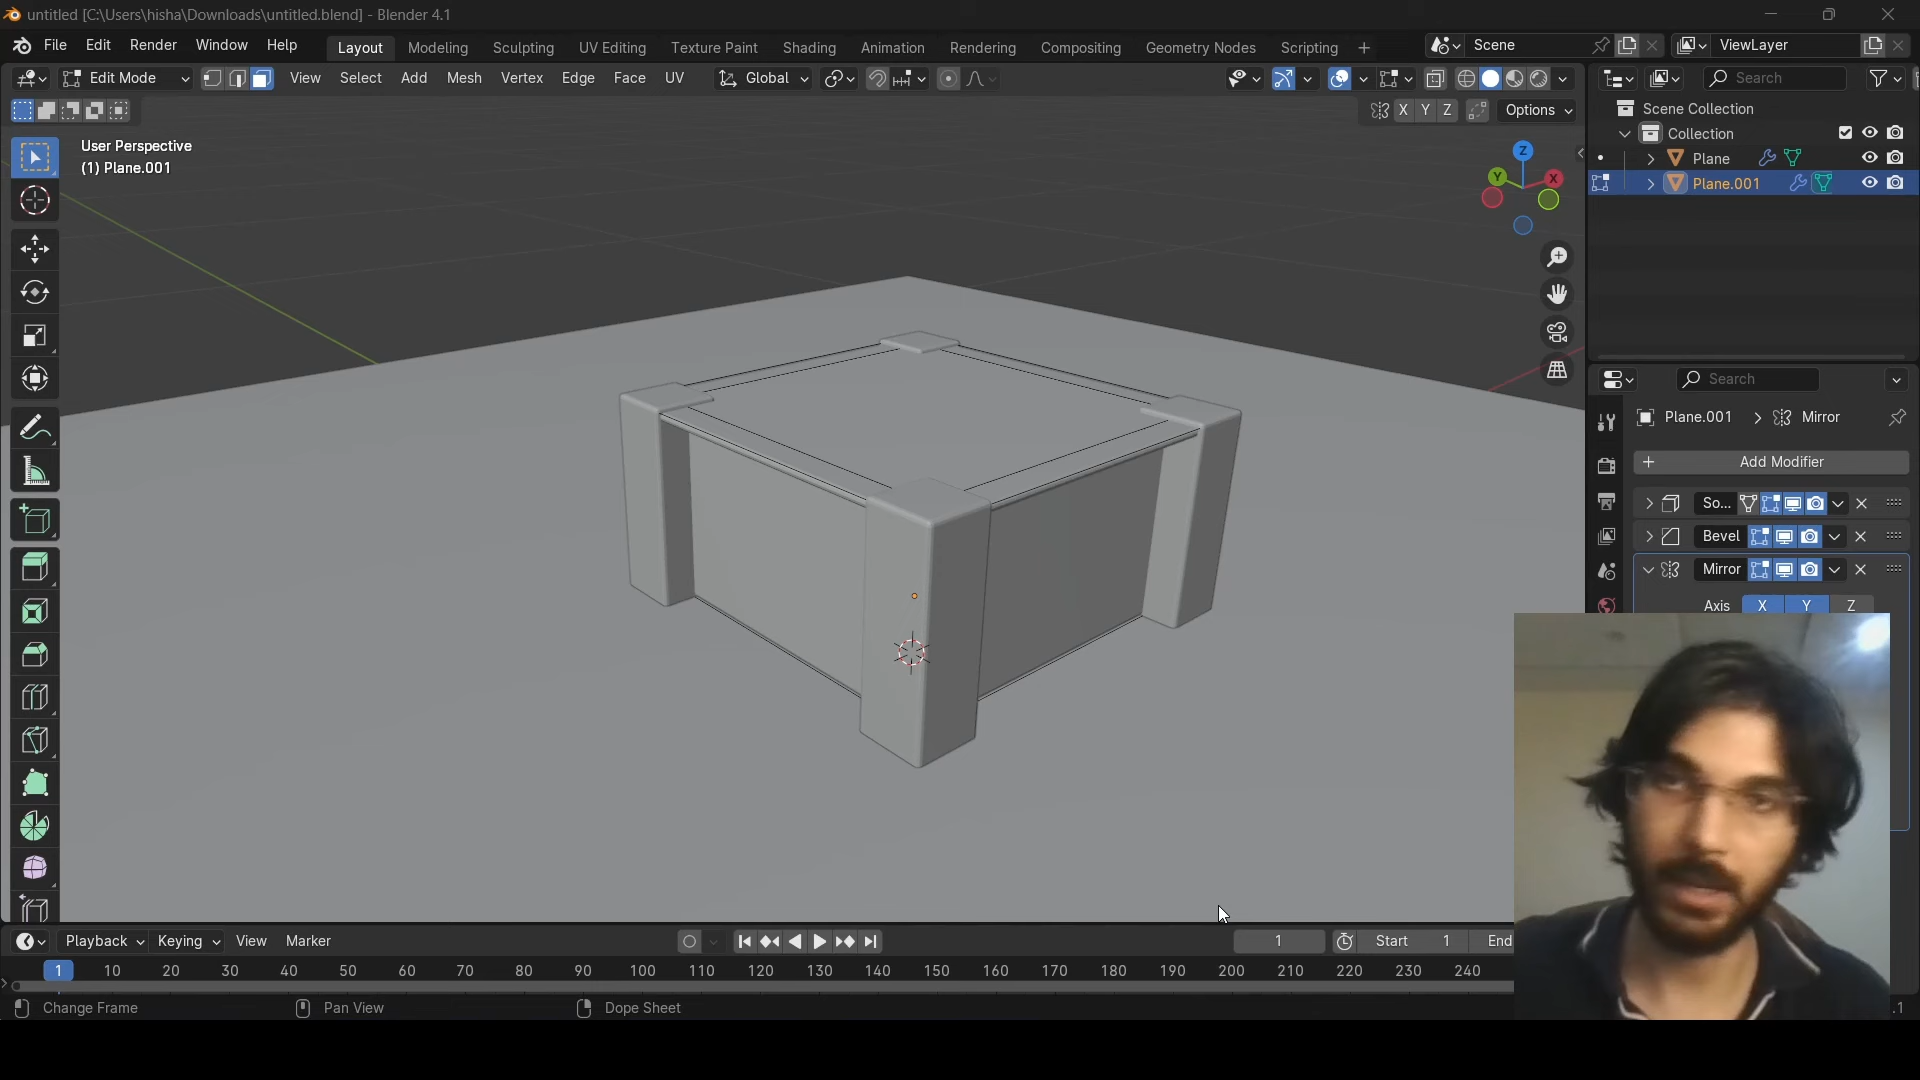 untitled [C:\Users\hisha\Downloads\untitled.blend] - Blender 4.1
File Edit Render Window Help Layout Modeling Sculpting UV Editing Texture Paint Shading Animation Rendering Compositing Geometry Nodes Scripting + Scene ViewLayer
Edit Mode View Select Add Mesh Vertex Edge Face UV Global Search
X Y Z Options
Scene Collection
Collection
User Perspective
Plane
(1) Plane.001
Plane.001
Z
Y X
Search
Plane.001 > Mirror
+ Add Modifier
So...
Bevel
Mirror
Axis X Y Z
Playback Keying View Marker 1 Start 1 End
1 10 20 30 40 50 60 70 80 90 100 110 120 130 140 150 160 170 180 190 200 210 220 230 240
Change Frame Pan View Dope Sheet .1